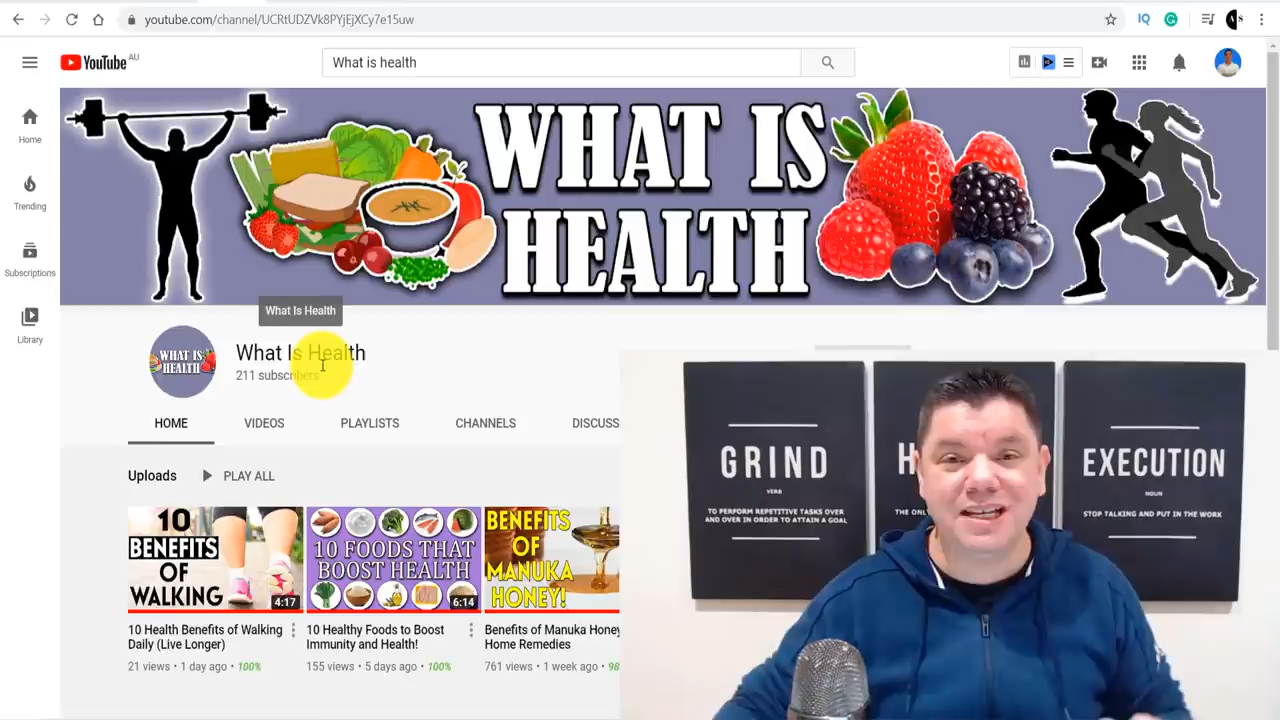 youtube.com/channel/UCRtUDZVk8PYjEjXCy7e15uw
IQ
YouTube AU
What is health
Home
Trending
Subscriptions
Library
WHAT IS
HEALTH
What Is Health
WHAT IS
HEALTH
What Is Health
211 subscribers
HOME VIDEOS PLAYLISTS CHANNELS DISCUSS
Uploads PLAY ALL
10
BENEFITS
OF
WALKING
4:17
10 FOODS THAT
BOOST HEALTH
6:14
BENEFITS
OF
MANUKA
HONEY!
10 Health Benefits of Walking
Daily (Live Longer)
21 views • 1 day ago • 100%
10 Healthy Foods to Boost
Immunity and Health!
155 views • 5 days ago • 100%
Benefits of Manuka Honey
Home Remedies
761 views • 1 week ago • 98
GRIND
VERB
TO PERFORM REPETITIVE TASKS OVER
AND OVER IN ORDER TO ATTAIN A GOAL
H
THE ONL
EXECUTION
NOUN
STOP TALKING AND PUT IN THE WORK